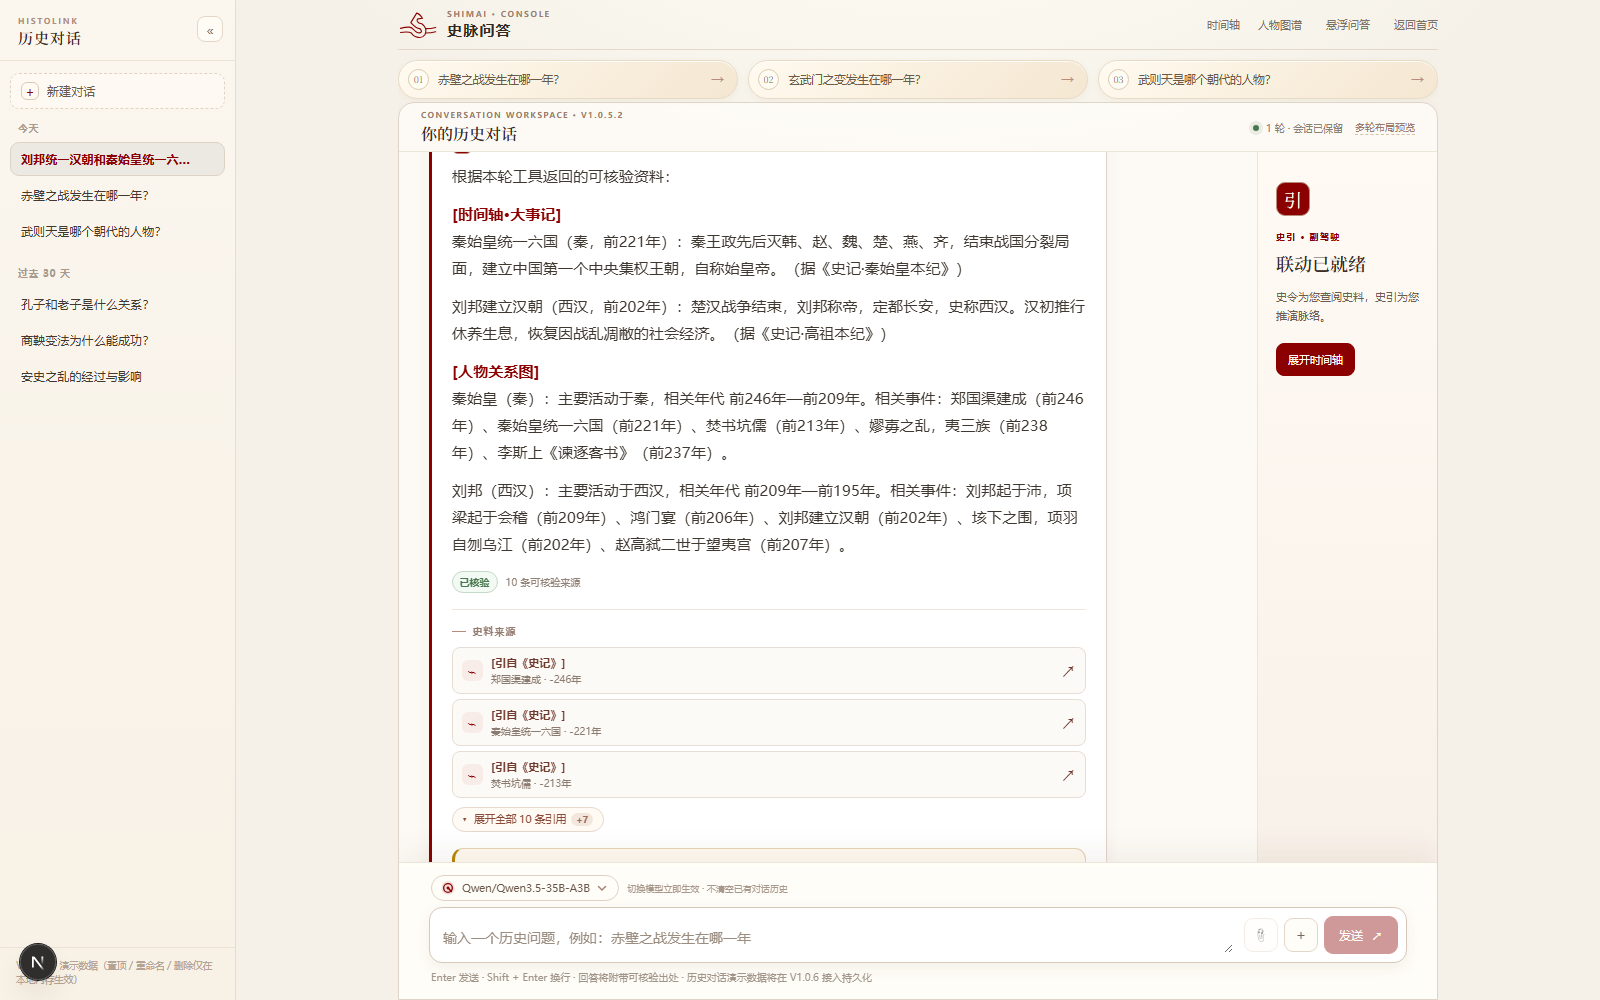 HISTOLINK
历史对话
«
+ 新建对话
今天
刘邦统一汉朝和秦始皇统一六...
赤壁之战发生在哪一年?
武则天是哪个朝代的人物?
过去 30 天
孔子和老子是什么关系?
商鞅变法为什么能成功?
安史之乱的经过与影响
N
演示数据（置顶 / 重命名 / 删除仅在
SHIMAI • CONSOLE
史脉问答
时间轴 人物图谱 悬浮问答 返回首页
01 赤壁之战发生在哪一年? →
02 玄武门之变发生在哪一年? →
03 武则天是哪个朝代的人物? →
CONVERSATION WORKSPACE • V1.0.5.2
你的历史对话
1 轮 · 会话已保留 多轮布局预览
根据本轮工具返回的可核验资料：
[时间轴•大事记]
秦始皇统一六国（秦，前221年）：秦王政先后灭韩、赵、魏、楚、燕、齐，结束战国分裂局
面，建立中国第一个中央集权王朝，自称始皇帝。（据《史记·秦始皇本纪》）
刘邦建立汉朝（西汉，前202年）：楚汉战争结束，刘邦称帝，定都长安，史称西汉。汉初推行
休养生息，恢复因战乱凋敝的社会经济。（据《史记·高祖本纪》）
[人物关系图]
秦始皇（秦）：主要活动于秦，相关年代 前246年—前209年。相关事件：郑国渠建成（前246
年）、秦始皇统一六国（前221年）、焚书坑儒（前213年）、嫪毐之乱，夷三族（前238
年）、李斯上《谏逐客书》（前237年）。
刘邦（西汉）：主要活动于西汉，相关年代 前209年—前195年。相关事件：刘邦起于沛，项
梁起于会稽（前209年）、鸿门宴（前206年）、刘邦建立汉朝（前202年）、垓下之围，项羽
自刎乌江（前202年）、赵高弑二世于望夷宫（前207年）。
已核验 10 条可核验来源
— 史料来源
[引自《史记》]
郑国渠建成 · -246年
[引自《史记》]
秦始皇统一六国 · -221年
[引自《史记》]
焚书坑儒 · -213年
展开全部 10 条引用 +7
引
史引 • 副驾驶
联动已就绪
史令为您查阅史料，史引为您
推演脉络。
展开时间轴
Qwen/Qwen3.5-35B-A3B 切换模型立即生效 · 不清空已有对话历史
输入一个历史问题，例如：赤壁之战发生在哪一年
+
发送 ↗
Enter 发送 · Shift + Enter 换行 · 回答将附带可核验出处 · 历史对话演示数据将在 V1.0.6 接入持久化